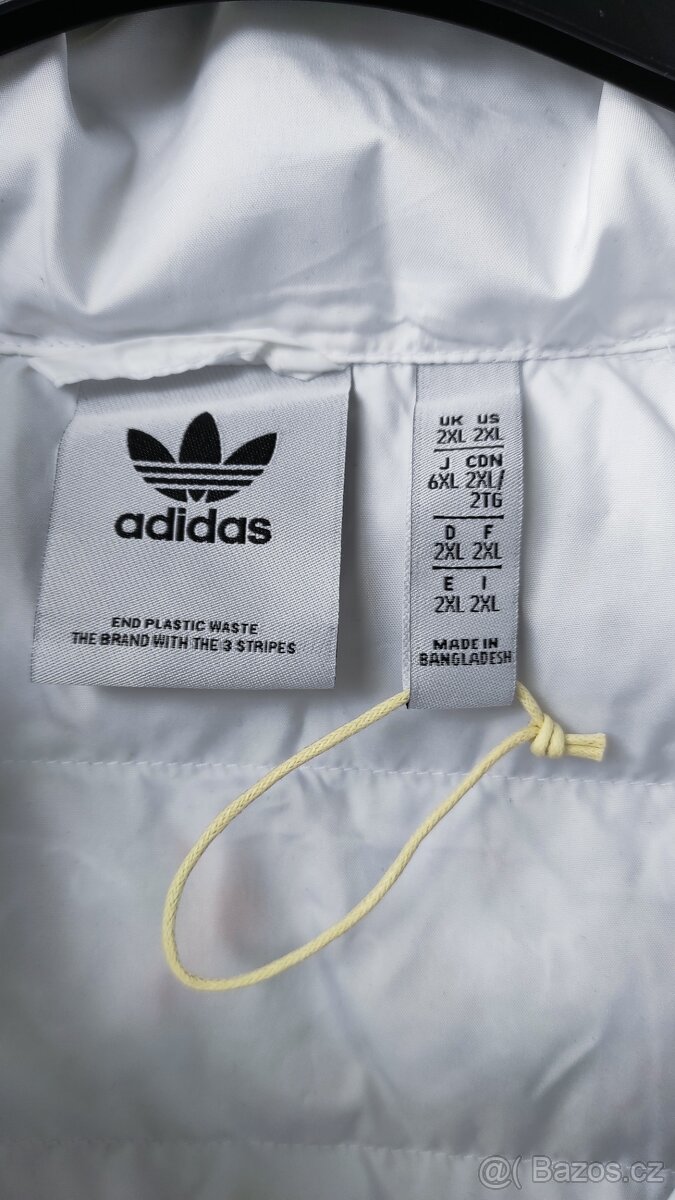 adidas
END PLASTIC WASTE
THE BRAND WITH THE 3 STRIPES
UK US
2XL 2XL
J CDN
6XL 2XL/
2TG
D F
2XL 2XL
E I
2XL 2XL
MADE IN
BANGLADESH
@( Bazos.cz